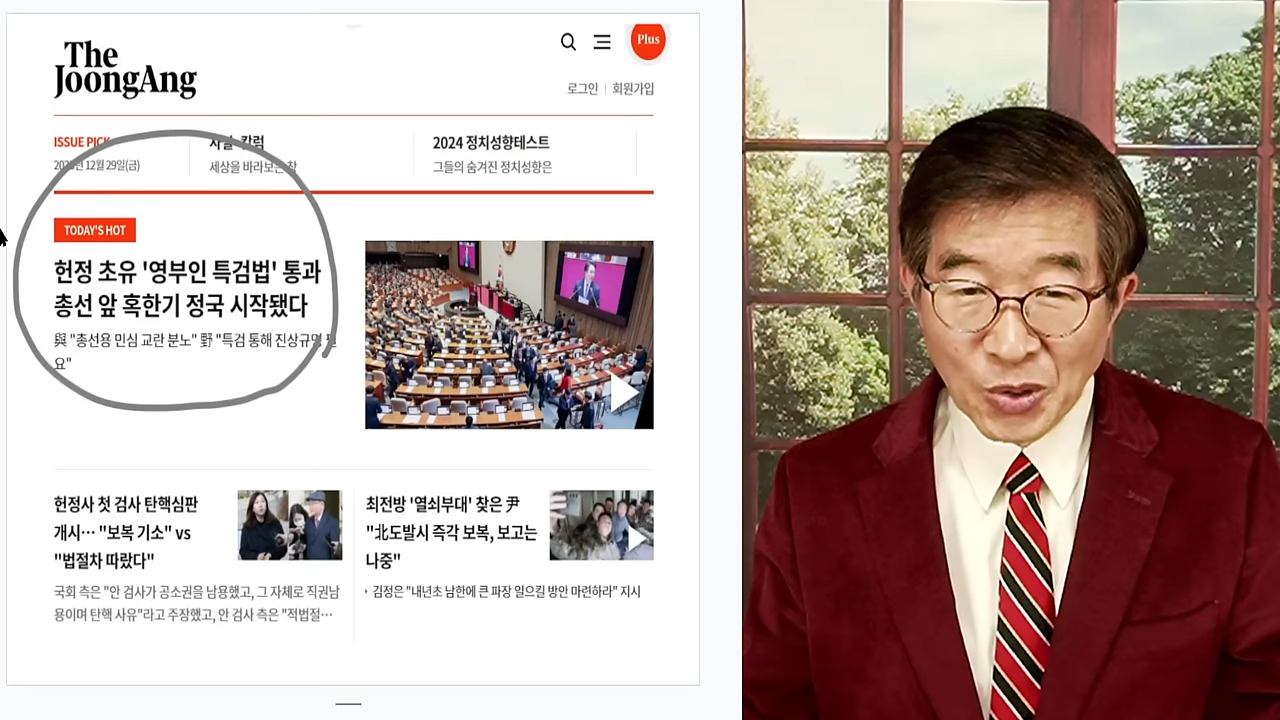 The
JoongAng
Plus
로그인 | 회원가입
ISSUE PICK
12월 29일(금)
사설 칼럼
세상을 바라보는 창
2024 정치성향테스트
그들의 숨겨진 정치성향은
TODAY'S HOT
헌정 초유 '영부인 특검법' 통과
총선 앞 혹한기 정국 시작됐다
與 "총선용 민심 교란 분노" 野 "특검 통해 진상규명 필
요"
헌정사 첫 검사 탄핵심판
개시… "보복 기소" vs
"법절차 따랐다"
국회 측은 "안 검사가 공소권을 남용했고, 그 자체로 직권남
용이며 탄핵 사유"라고 주장했고, 안 검사 측은 "적법절…
최전방 '열쇠부대' 찾은 尹
"北도발시 즉각 보복, 보고는
나중"
김정은 "내년초 남한에 큰 파장 일으킬 방안 마련하라" 지시